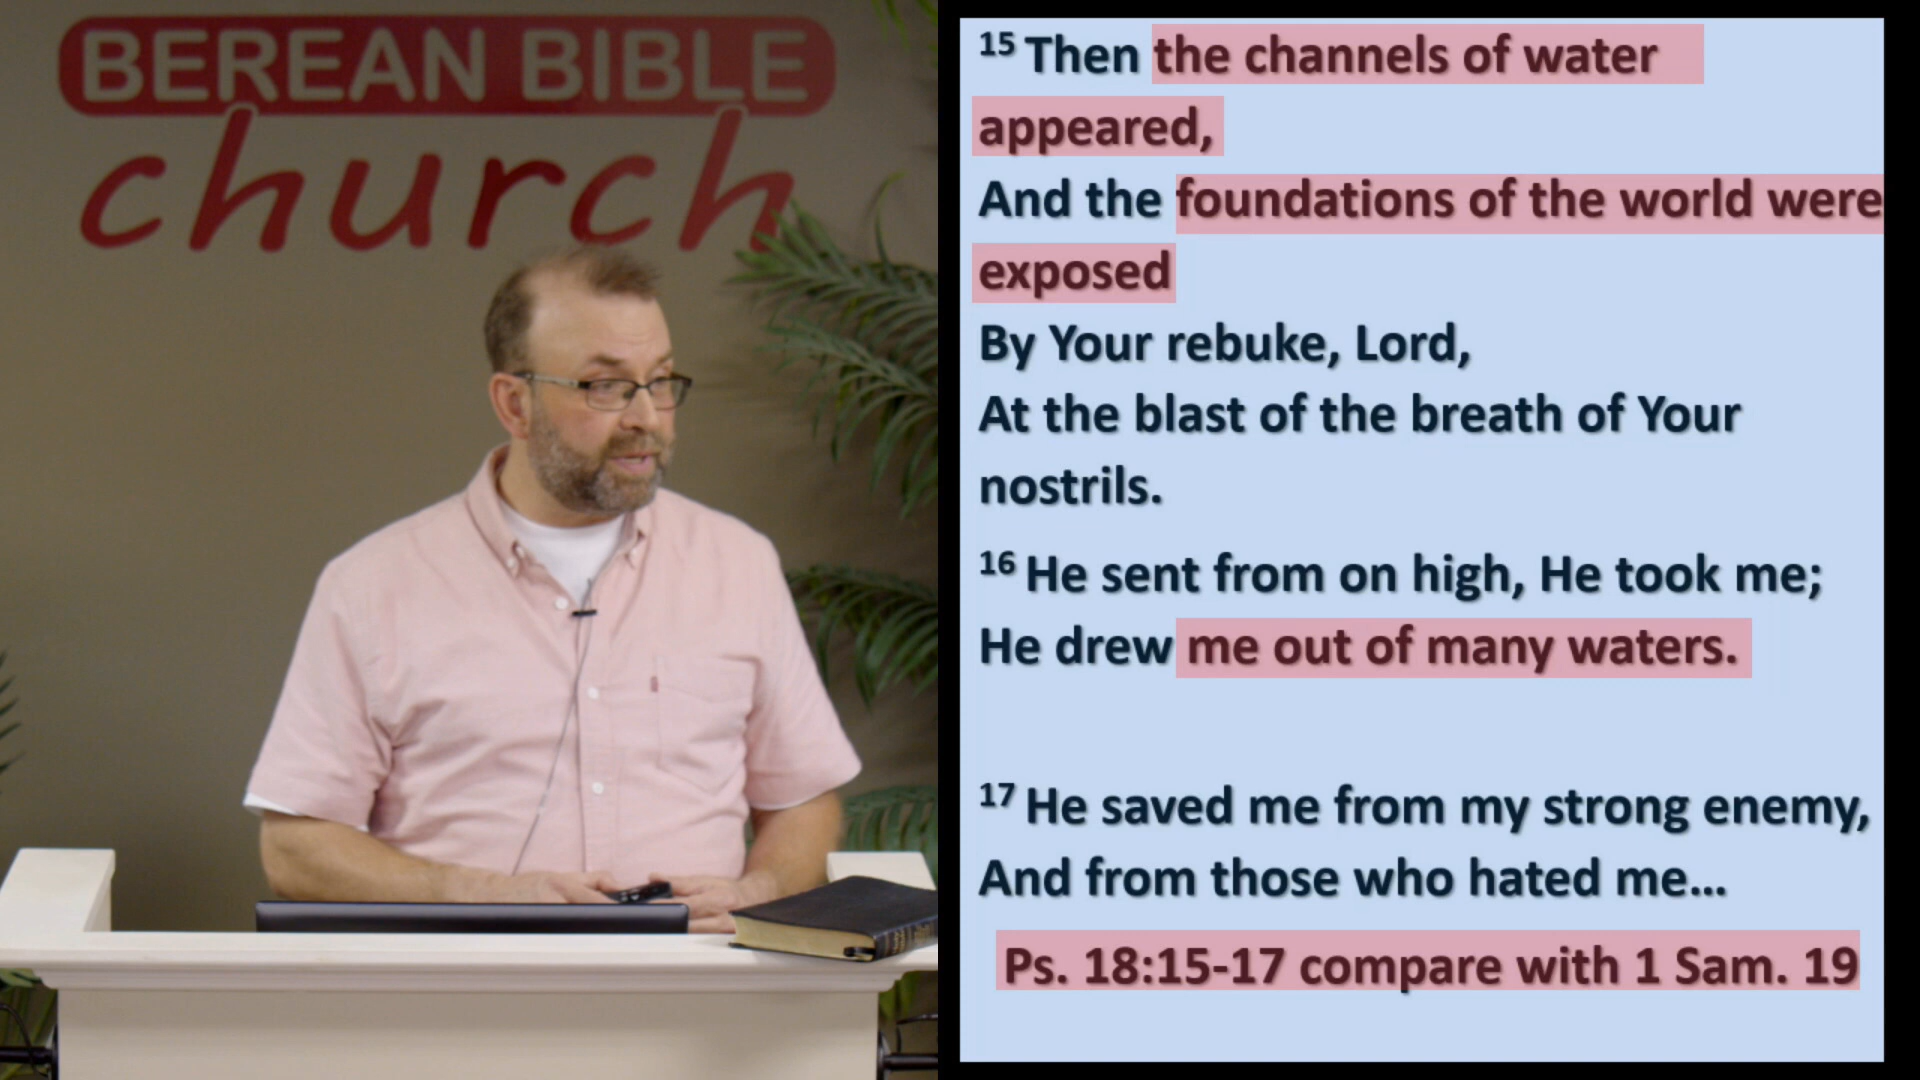 BEREAN BIBLE
church
15 Then the channels of water
appeared,
And the foundations of the world were
exposed
By Your rebuke, Lord,
At the blast of the breath of Your
nostrils.
16 He sent from on high, He took me;
He drew me out of many waters.
17 He saved me from my strong enemy,
And from those who hated me...
Ps. 18:15-17 compare with 1 Sam. 19